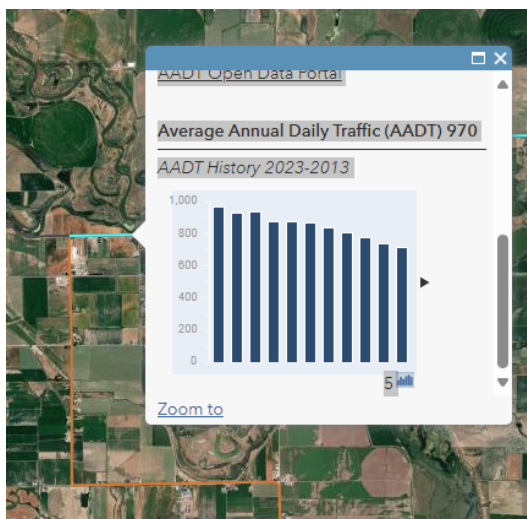 AADT Open Data Portal
Average Annual Daily Traffic (AADT) 970
AADT History 2023-2013
1,000
800
600
400
200
0
5
Zoom to